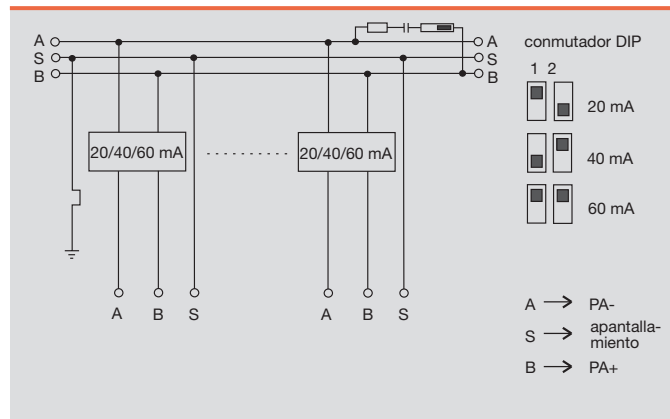 A A conmutador DIP
S S 1 2
B B
20 mA
20/40/60 mA 20/40/60 mA
40 mA
60 mA
A B S A B S
A PA-
S apantalla-
miento
B PA+